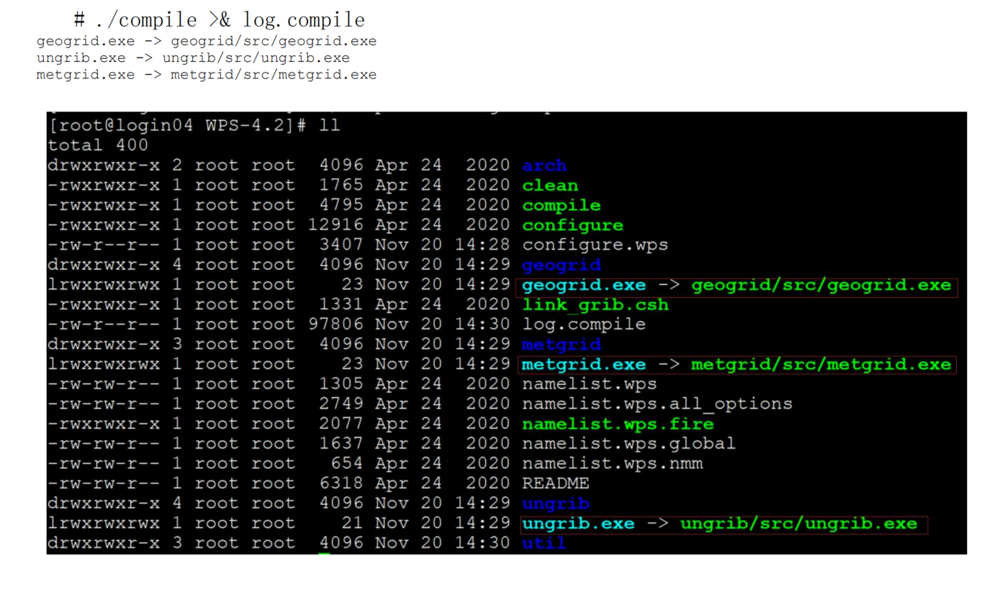 # ./compile >& log.compile
geogrid.exe -> geogrid/src/geogrid.exe
ungrib.exe -> ungrib/src/ungrib.exe
metgrid.exe -> metgrid/src/metgrid.exe
[root@login04 WPS-4.2]# ll
total 400
drwxrwxr-x 2 root root  4096 Apr 24  2020 arch
-rwxrwxr-x 1 root root  1765 Apr 24  2020 clean
-rwxrwxr-x 1 root root  4795 Apr 24  2020 compile
-rwxrwxr-x 1 root root 12916 Apr 24  2020 configure
-rw-r--r-- 1 root root  3407 Nov 20 14:28 configure.wps
drwxrwxr-x 4 root root  4096 Nov 20 14:29 geogrid
lrwxrwxrwx 1 root root    23 Nov 20 14:29 geogrid.exe -> geogrid/src/geogrid.exe
-rwxrwxr-x 1 root root  1331 Apr 24  2020 link_grib.csh
-rw-r--r-- 1 root root 97806 Nov 20 14:30 log.compile
drwxrwxr-x 3 root root  4096 Nov 20 14:29 metgrid
lrwxrwxrwx 1 root root    23 Nov 20 14:29 metgrid.exe -> metgrid/src/metgrid.exe
-rw-rw-r-- 1 root root  1305 Apr 24  2020 namelist.wps
-rw-rw-r-- 1 root root  2749 Apr 24  2020 namelist.wps.all_options
-rwxrwxr-x 1 root root  2077 Apr 24  2020 namelist.wps.fire
-rw-rw-r-- 1 root root  1637 Apr 24  2020 namelist.wps.global
-rw-rw-r-- 1 root root   654 Apr 24  2020 namelist.wps.nmm
-rw-rw-r-- 1 root root  6318 Apr 24  2020 README
drwxrwxr-x 4 root root  4096 Nov 20 14:29 ungrib
lrwxrwxrwx 1 root root    21 Nov 20 14:29 ungrib.exe -> ungrib/src/ungrib.exe
drwxrwxr-x 3 root root  4096 Nov 20 14:30 util